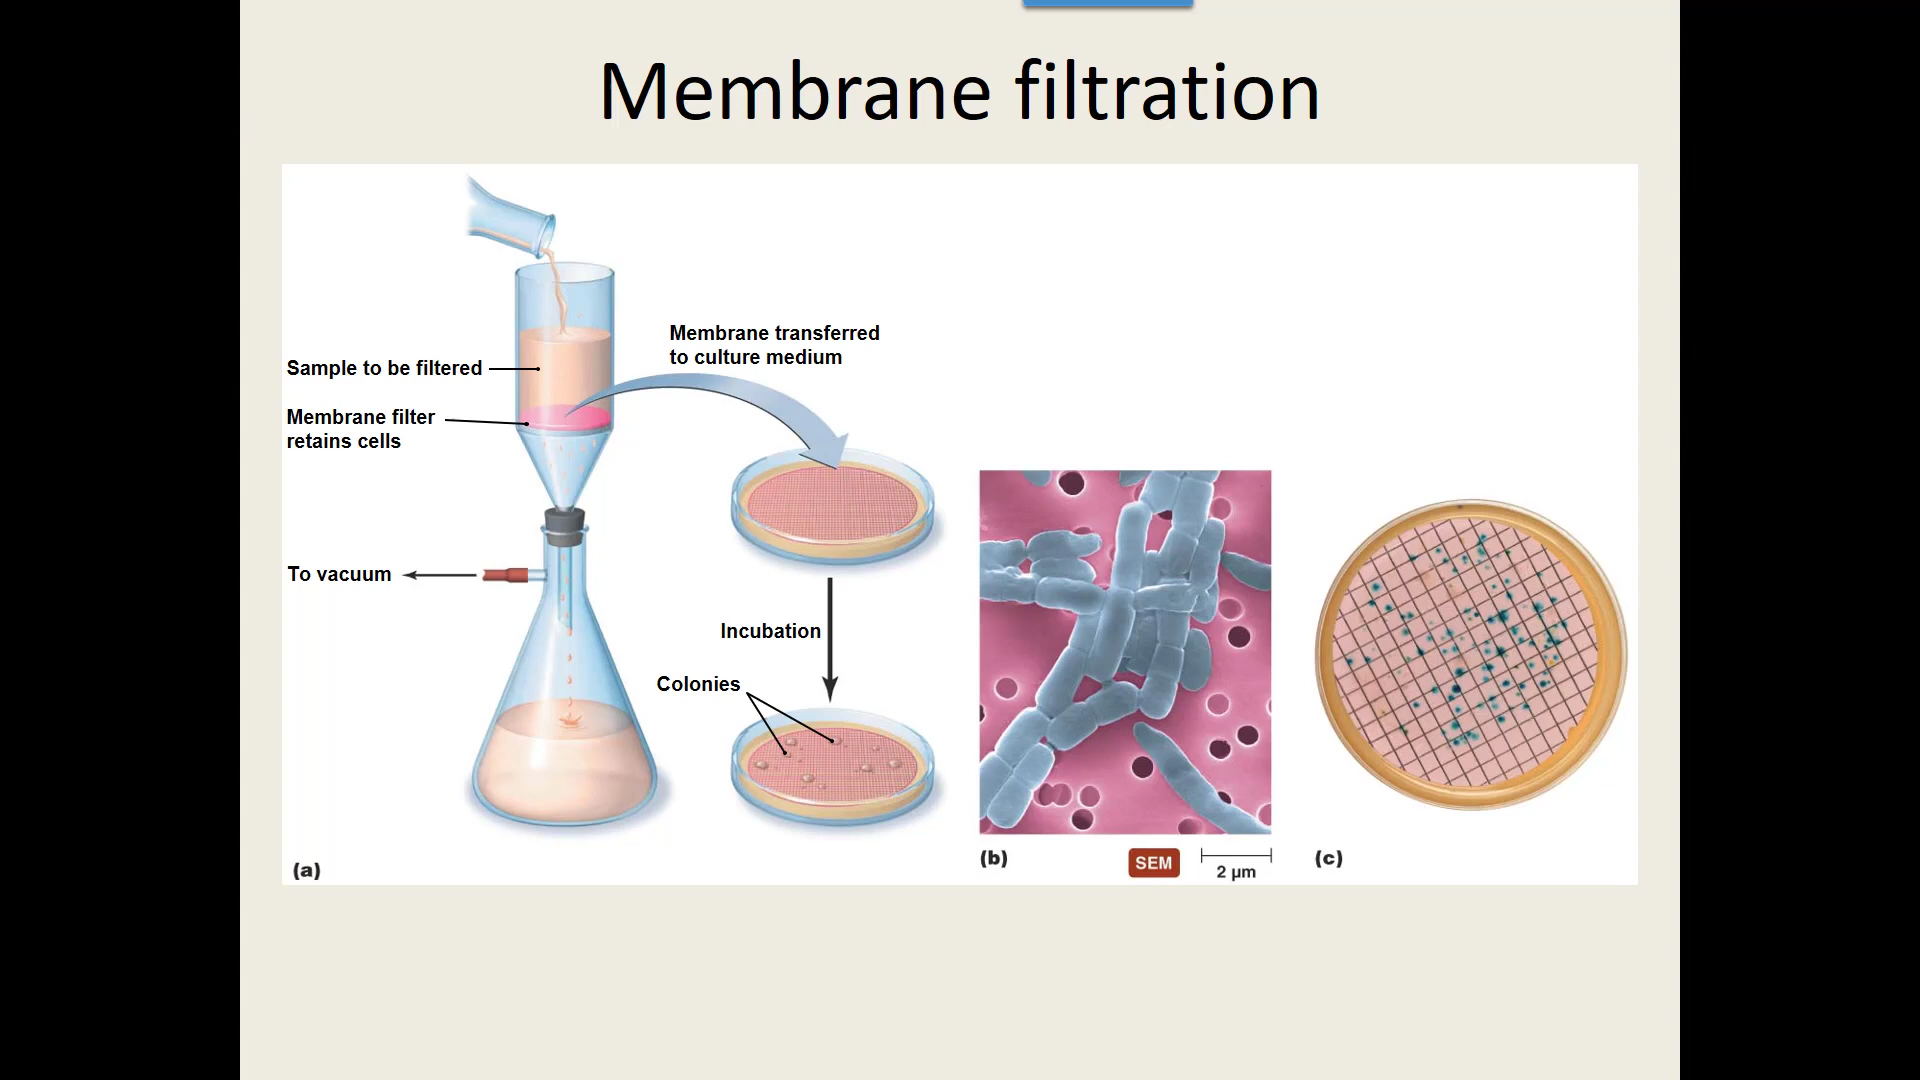 Membrane filtration
Sample to be filtered
Membrane filter
retains cells
To vacuum
Membrane transferred
to culture medium
Incubation
Colonies
(a)
(b)
SEM
2 µm
(c)